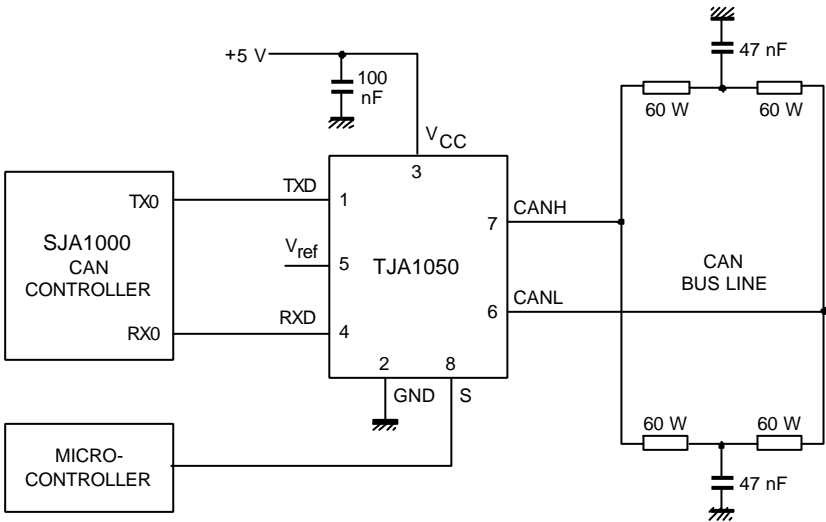 47 nF
+5 V
100
nF
60 W
60 W
VCC
3
TX0
TXD
1
CANH
7
SJA1000
CAN
CONTROLLER
Vref
5
TJA1050
CAN
BUS LINE
6
CANL
RX0
RXD
4
2
8
GND
S
60 W
60 W
MICRO-
CONTROLLER
47 nF